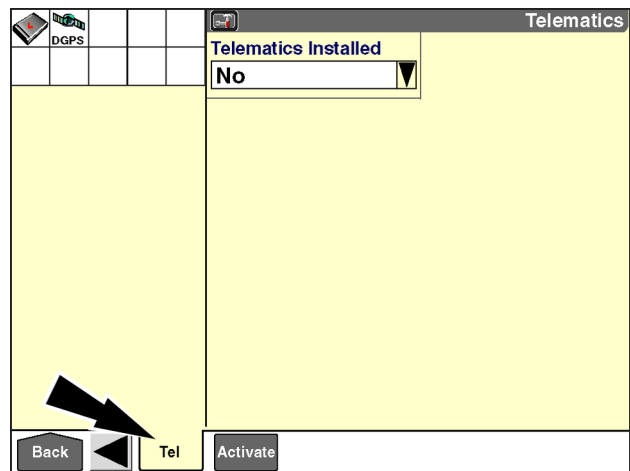 DGPS
Telematics
Telematics Installed
No
Back
Tel
Activate